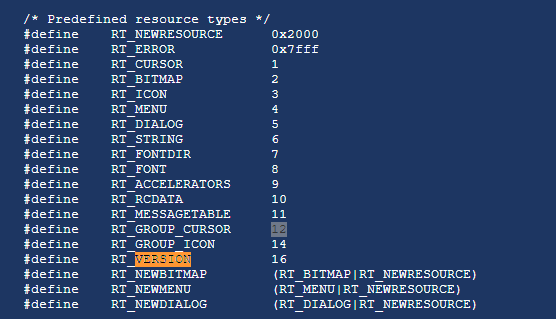 /* Predefined resource types */
#define    RT_NEWRESOURCE      0x2000
#define    RT_ERROR            0x7fff
#define    RT_CURSOR           1
#define    RT_BITMAP           2
#define    RT_ICON             3
#define    RT_MENU             4
#define    RT_DIALOG           5
#define    RT_STRING           6
#define    RT_FONTDIR          7
#define    RT_FONT             8
#define    RT_ACCELERATORS     9
#define    RT_RCDATA           10
#define    RT_MESSAGETABLE     11
#define    RT_GROUP_CURSOR     12
#define    RT_GROUP_ICON       14
#define    RT_VERSION          16
#define    RT_NEWBITMAP        (RT_BITMAP|RT_NEWRESOURCE)
#define    RT_NEWMENU          (RT_MENU|RT_NEWRESOURCE)
#define    RT_NEWDIALOG        (RT_DIALOG|RT_NEWRESOURCE)